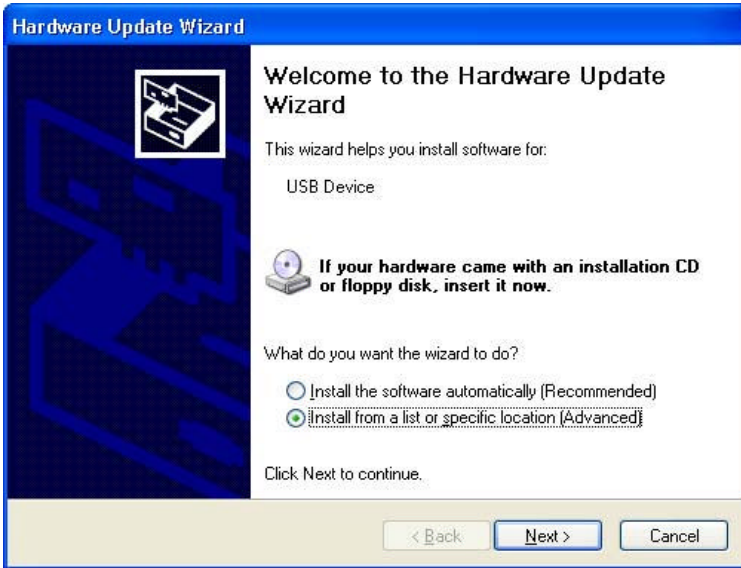 Hardware Update Wizard
Welcome to the Hardware Update
Wizard
This wizard helps you install software for:
USB Device
If your hardware came with an installation CD
or floppy disk, insert it now.
What do you want the wizard to do?
Install the software automatically (Recommended)
Install from a list or specific location (Advanced)
Click Next to continue.
< Back Next > Cancel